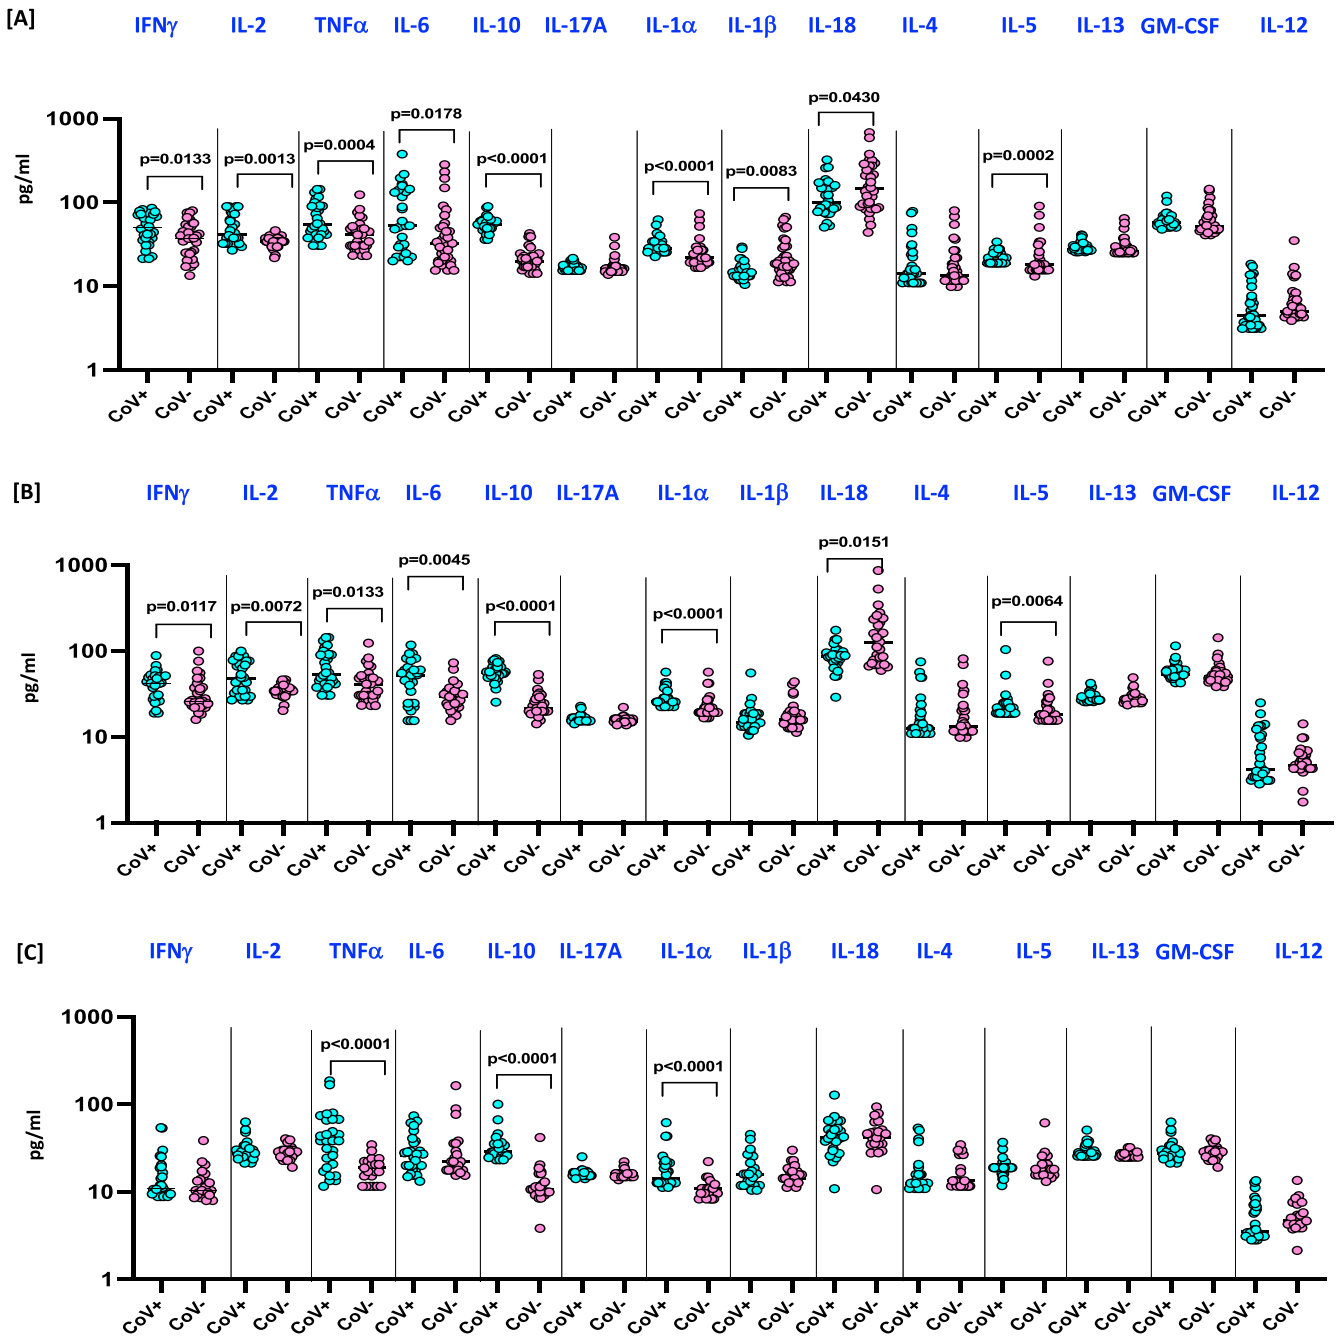 [A]
IFNγ IL-2 TNFα IL-6 IL-10 IL-17A IL-1α IL-1β IL-18 IL-4 IL-5 IL-13 GM-CSF IL-12
p=0.0133 p=0.0013 p=0.0004 p=0.0178 p<0.0001 p<0.0001 p=0.0083 p=0.0430 p=0.0002
pg/ml
1000
100
10
1
CoV+ CoV- CoV+ CoV- CoV+ CoV- CoV+ CoV- CoV+ CoV- CoV+ CoV- CoV+ CoV- CoV+ CoV- CoV+ CoV- CoV+ CoV- CoV+ CoV- CoV+ CoV- CoV+ CoV- CoV+ CoV-
[B]
IFNγ IL-2 TNFα IL-6 IL-10 IL-17A IL-1α IL-1β IL-18 IL-4 IL-5 IL-13 GM-CSF IL-12
p=0.0117 p=0.0072 p=0.0133 p=0.0045 p<0.0001 p<0.0001 p=0.0151 p=0.0064
pg/ml
1000
100
10
1
CoV+ CoV- CoV+ CoV- CoV+ CoV- CoV+ CoV- CoV+ CoV- CoV+ CoV- CoV+ CoV- CoV+ CoV- CoV+ CoV- CoV+ CoV- CoV+ CoV- CoV+ CoV- CoV+ CoV- CoV+ CoV-
[C]
IFNγ IL-2 TNFα IL-6 IL-10 IL-17A IL-1α IL-1β IL-18 IL-4 IL-5 IL-13 GM-CSF IL-12
p<0.0001 p<0.0001 p<0.0001
pg/ml
1000
100
10
1
CoV+ CoV- CoV+ CoV- CoV+ CoV- CoV+ CoV- CoV+ CoV- CoV+ CoV- CoV+ CoV- CoV+ CoV- CoV+ CoV- CoV+ CoV- CoV+ CoV- CoV+ CoV- CoV+ CoV- CoV+ CoV-